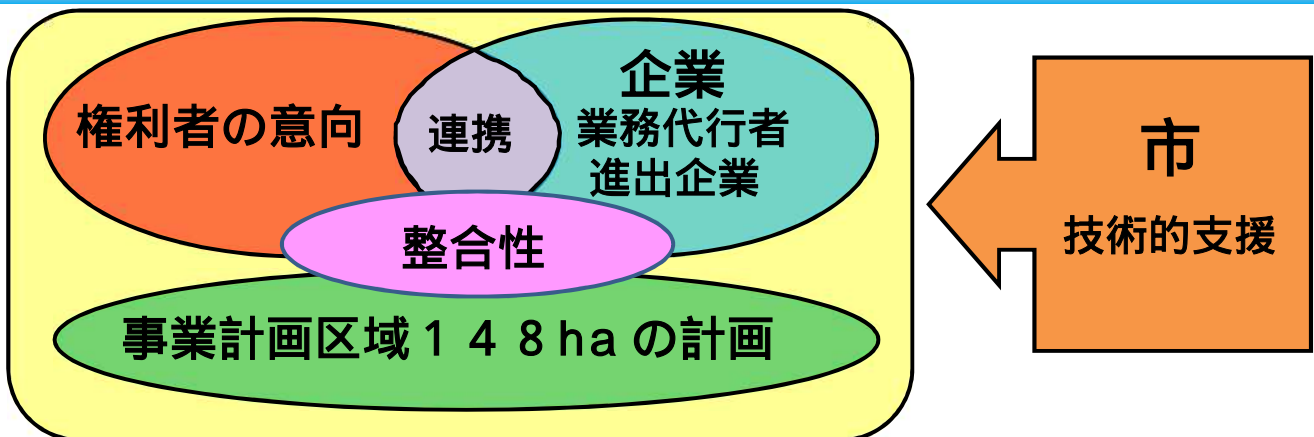 権利者の意向
連携
企業
業務代行者
進出企業
整合性
事業計画区域１４８ｈａの計画
市
技術的支援